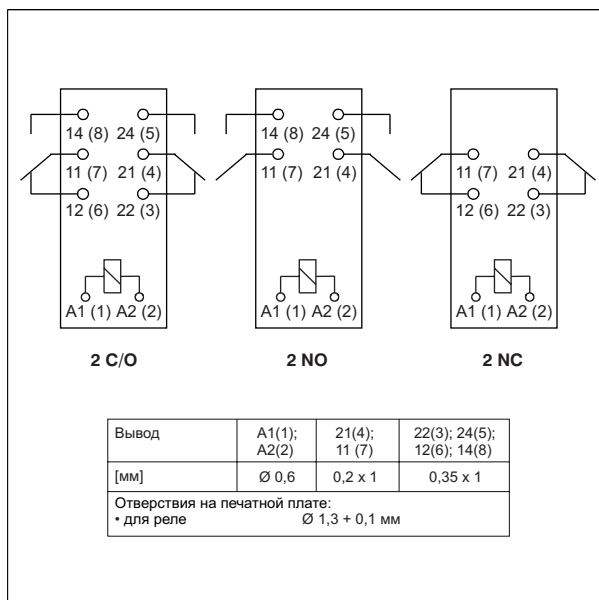 14 (8) 24 (5)
11 (7) 21 (4)
12 (6) 22 (3)
A1 (1) A2 (2)
2 C/O
14 (8) 24 (5)
11 (7) 21 (4)
A1 (1) A2 (2)
2 NO
11 (7) 21 (4)
12 (6) 22 (3)
A1 (1) A2 (2)
2 NC
Вывод A1(1); A2(2) 21(4); 11 (7) 22(3); 24(5); 12(6); 14(8)
[мм] Ø 0,6 0,2 x 1 0,35 x 1
Отверствия на печатной плате:
• для реле Ø 1,3 + 0,1 мм